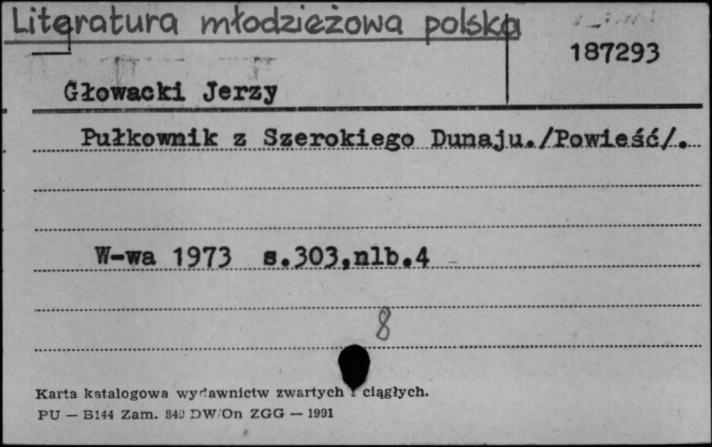 Literatura młodzieżowa polska
187293
Głowacki Jerzy
Pułkownik z Szerokiego Dunaju./Powieść/.
W-wa 1973 s.303,nlb.4
8
Karta katalogowa wydawnictw zwartych i ciągłych.
PU — B144 Zam. DW/On ZGG — 1991